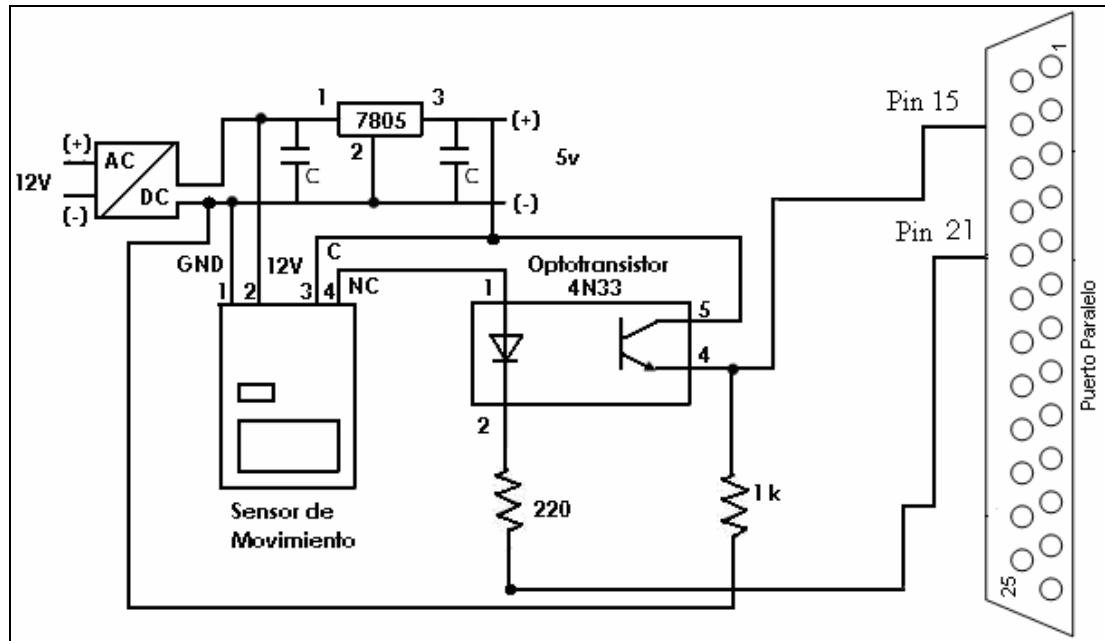 1
Pin 15
1
7805
3
(+)
2
5v
C
C
(+)
AC
12V
DC
(-)
(-)
Pin 21
GND
12V
C
NC
Optotransistor
4N33
1
2
3
4
1
5
4
2
Puerto Paralelo
220
1 k
Sensor de
Movimiento
25